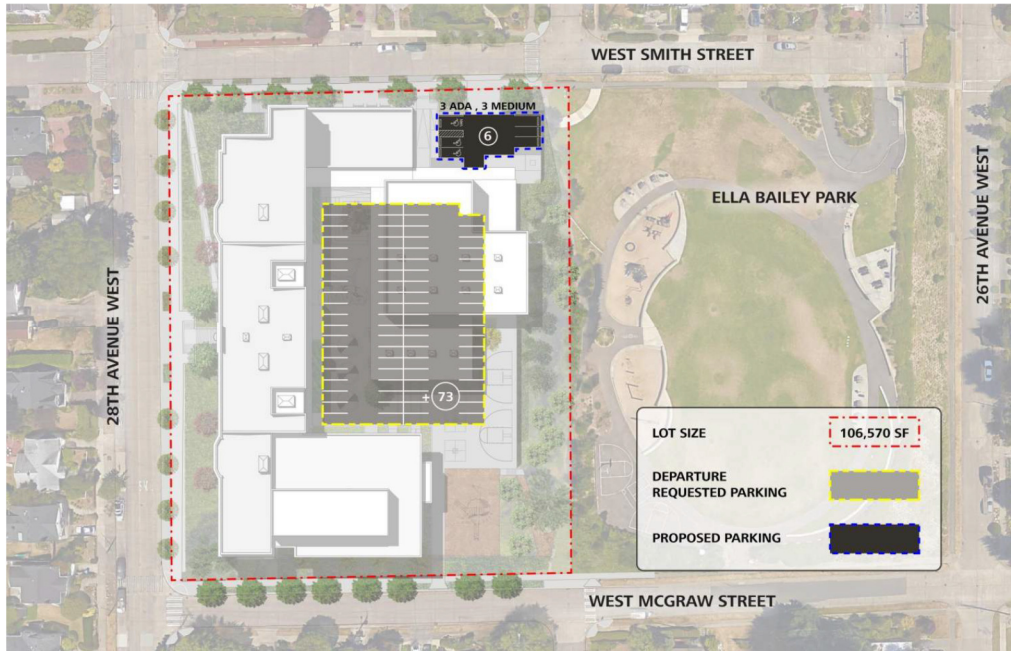 WEST SMITH STREET
3 ADA , 3 MEDIUM
6
ELLA BAILEY PARK
28TH AVENUE WEST
26TH AVENUE WEST
+73
LOT SIZE
106,570 SF
DEPARTURE
REQUESTED PARKING
PROPOSED PARKING
WEST MCGRAW STREET